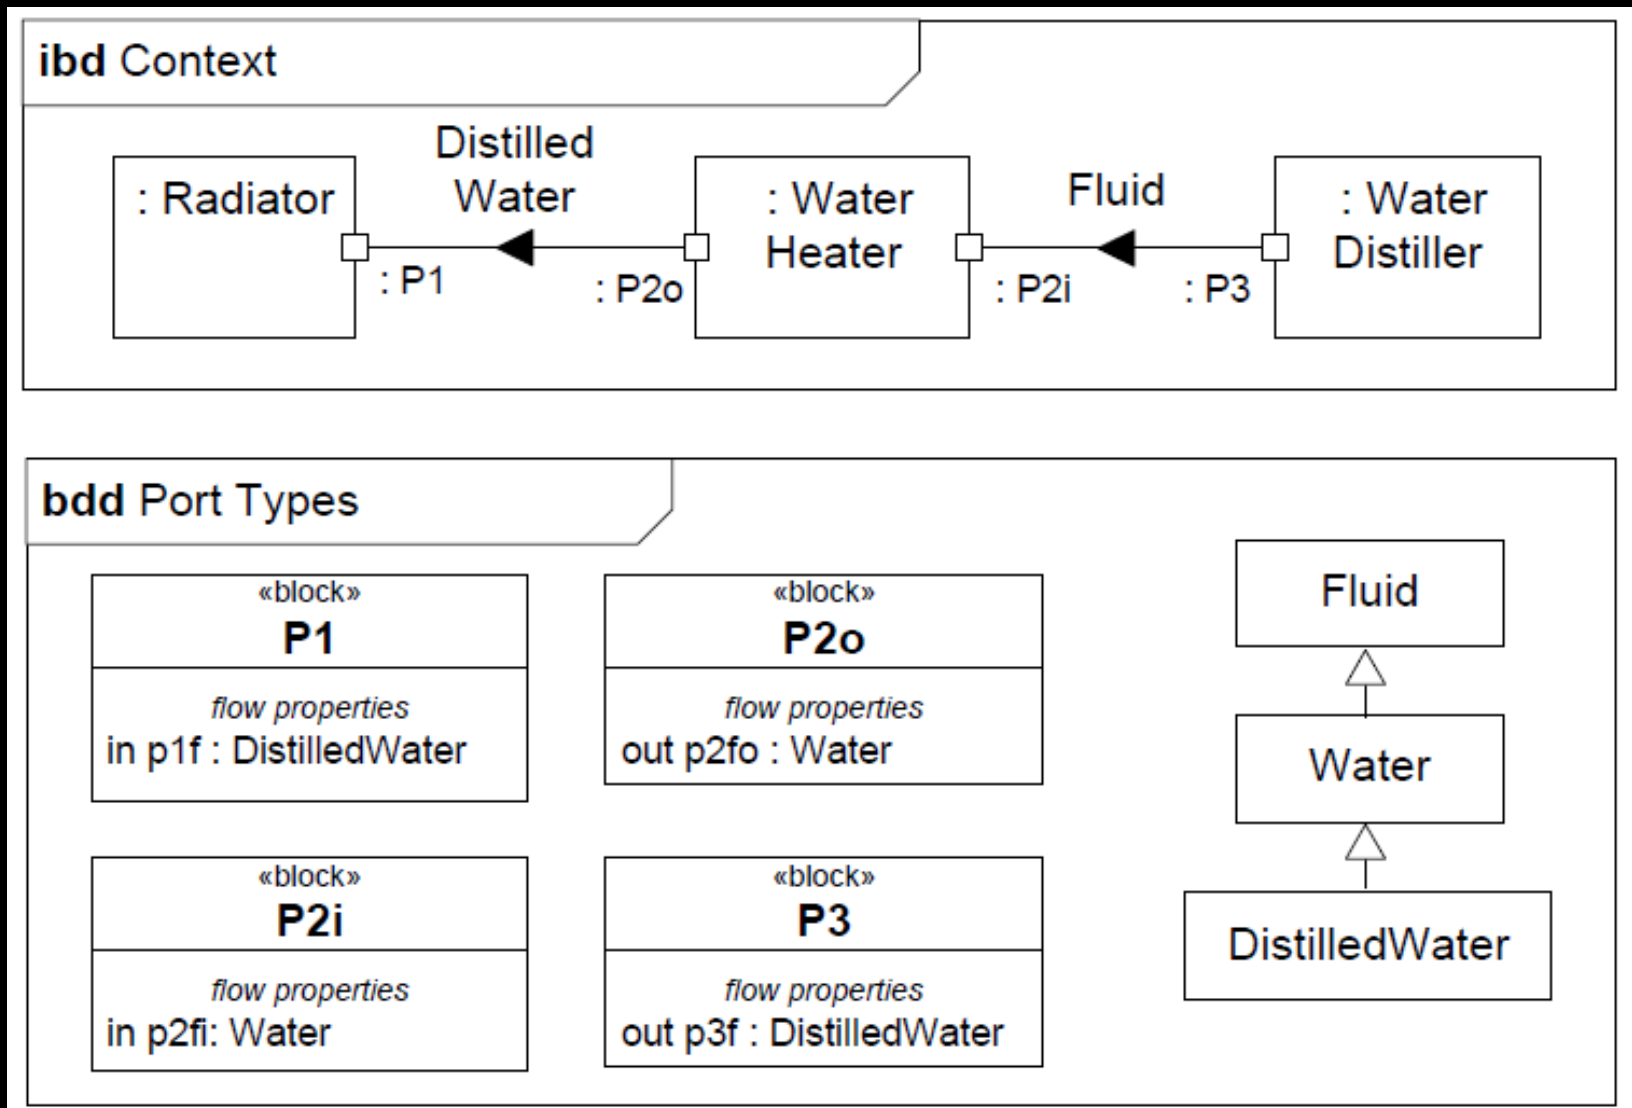 ibd Context
Distilled
Water
Fluid
: Radiator
: Water
Heater
: Water
Distiller
: P1
: P2o
: P2i
: P3
bdd Port Types
«block»
P1
flow properties
in p1f : DistilledWater
«block»
P2o
flow properties
out p2fo : Water
«block»
P2i
flow properties
in p2fi: Water
«block»
P3
flow properties
out p3f : DistilledWater
Fluid
Water
DistilledWater